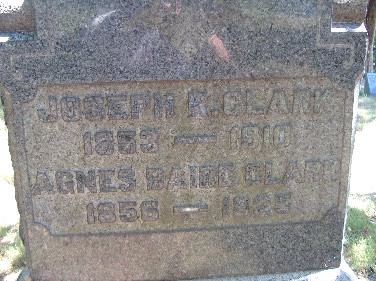 JOSEPH K. CLARK
1853 — 1910
AGNES BAIRD CLARK
1856 — 1925